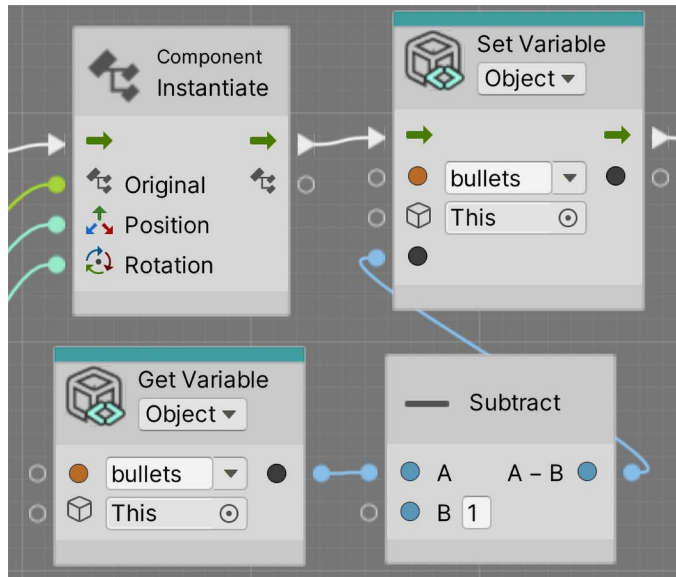 Component
Instantiate
Original
Position
Rotation
Set Variable
Object
bullets
This
Get Variable
Object
bullets
This
Subtract
A A – B
B 1